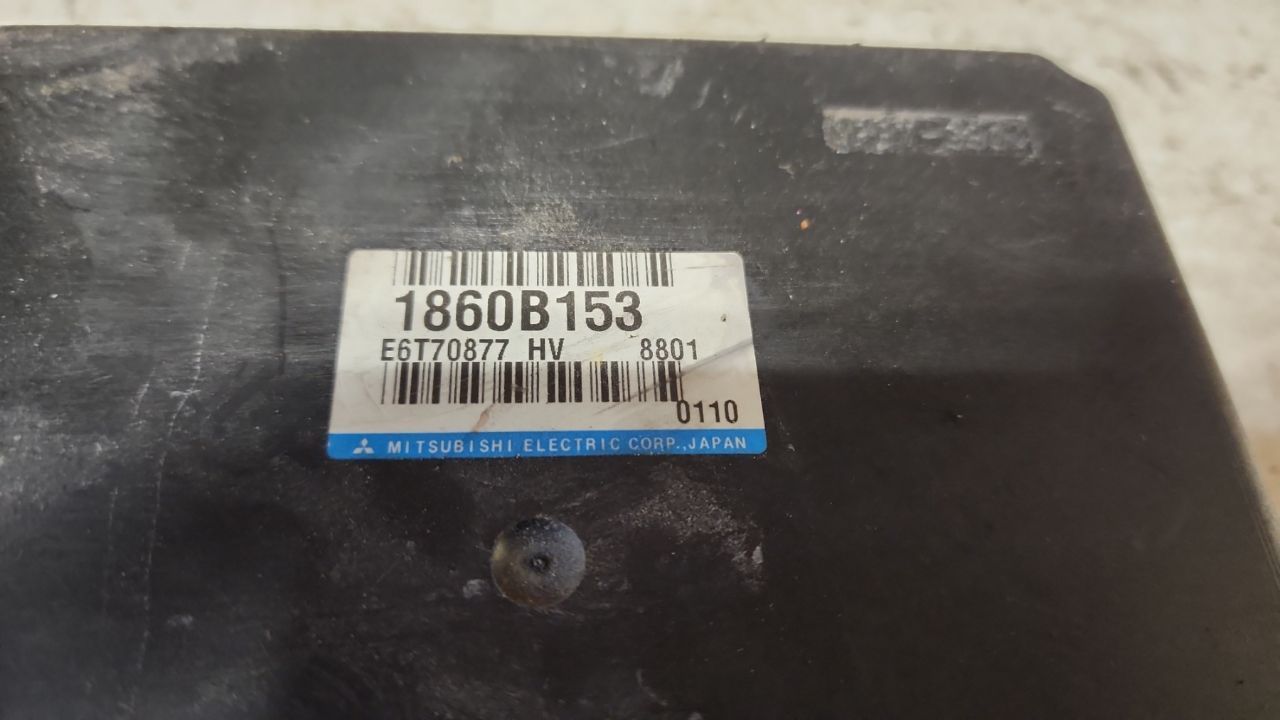 1860B153
E6T70877 HV 8801
0110
MITSUBISHI ELECTRIC CORP.,JAPAN